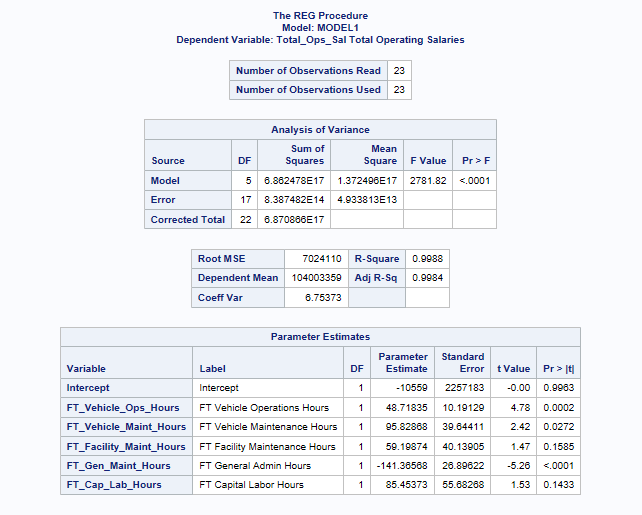 The REG Procedure
Model: MODEL1
Dependent Variable: Total_Ops_Sal Total Operating Salaries
Number of Observations Read 23
Number of Observations Used 23
Analysis of Variance
Source DF Sum of Squares Mean Square F Value Pr > F
Model 5 6.862478E17 1.372496E17 2781.82 <.0001
Error 17 8.387482E14 4.933813E13
Corrected Total 22 6.870866E17
Root MSE 7024110 R-Square 0.9988
Dependent Mean 104003359 Adj R-Sq 0.9984
Coeff Var 6.75373
Parameter Estimates
Variable Label DF Parameter Estimate Standard Error t Value Pr > |t|
Intercept Intercept 1 -10559 2257183 -0.00 0.9963
FT_Vehicle_Ops_Hours FT Vehicle Operations Hours 1 48.71835 10.19129 4.78 0.0002
FT_Vehicle_Maint_Hours FT Vehicle Maintenance Hours 1 95.82868 39.64411 2.42 0.0272
FT_Facility_Maint_Hours FT Facility Maintenance Hours 1 59.19874 40.13905 1.47 0.1585
FT_Gen_Maint_Hours FT General Admin Hours 1 -141.36568 26.89622 -5.26 <.0001
FT_Cap_Lab_Hours FT Capital Labor Hours 1 85.45373 55.68268 1.53 0.1433